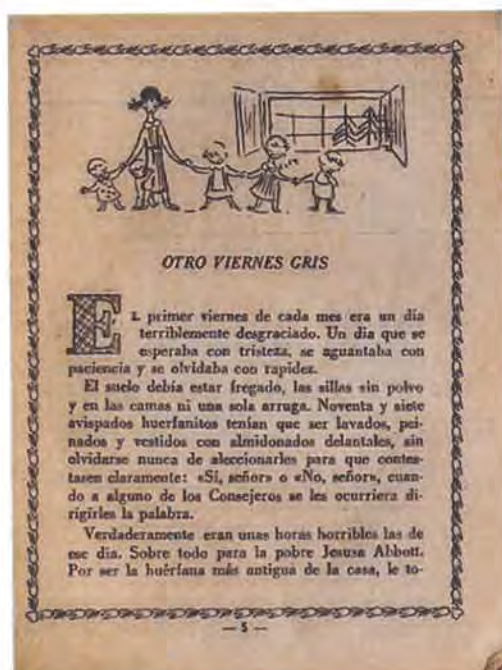 OTRO VIERNES GRIS
EL primer viernes de cada mes era un día
terriblemente desgraciado. Un día que se
esperaba con tristeza, se aguantaba con
paciencia y se olvidaba con rapidez.
El suelo debía estar fregado, las sillas sin polvo
y en las camas ni una sola arruga. Noventa y siete
avispados huerfanitos tenían que ser lavados, pei-
nados y vestidos con almidonados delantales, sin
olvidarse nunca de aleccionarles para que contes-
tasen claramente: «Sí, señor» o «No, señor», cuan-
do a alguno de los Consejeros se les ocurriera di-
rigirles la palabra.
Verdaderamente eran unas horas horribles las de
ese día. Sobre todo para la pobre Jesusa Abbott.
Por ser la huérfana más antigua de la casa, le to-
— 5 —